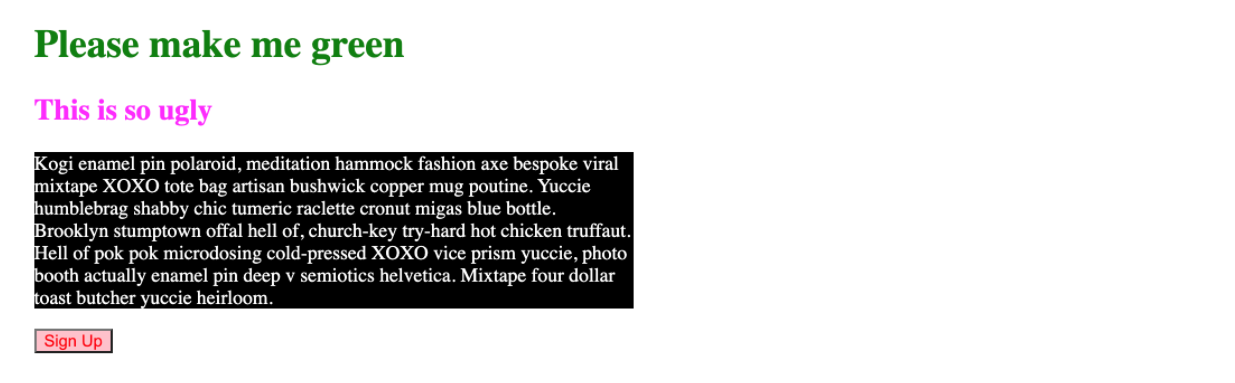 Please make me green
This is so ugly
Kogi enamel pin polaroid, meditation hammock fashion axe bespoke viral
mixtape XOXO tote bag artisan bushwick copper mug poutine. Yuccie
humblebrag shabby chic tumeric raclette cronut migas blue bottle.
Brooklyn stumptown offal hell of, church-key try-hard hot chicken truffaut.
Hell of pok pok microdosing cold-pressed XOXO vice prism yuccie, photo
booth actually enamel pin deep v semiotics helvetica. Mixtape four dollar
toast butcher yuccie heirloom.
Sign Up